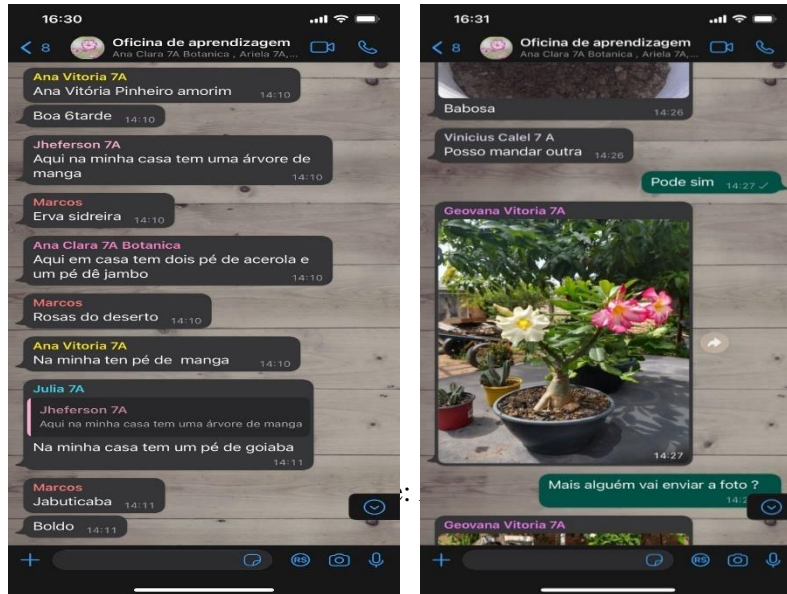 16:30
8
Oficina de aprendizagem
Ana Clara 7A Botanica , Ariela 7A,...
Ana Vitoria 7A
Ana Vitória Pinheiro amorim 14:10
Boa 6tarde 14:10
Jheferson 7A
Aqui na minha casa tem uma árvore de
manga 14:10
Marcos
Erva sidreira 14:10
Ana Clara 7A Botanica
Aqui em casa tem dois pé de acerola e
um pé dê jambo 14:10
Marcos
Rosas do deserto 14:10
Ana Vitoria 7A
Na minha ten pé de manga 14:10
Julia 7A
Jheferson 7A
Aqui na minha casa tem uma árvore de manga
Na minha casa tem um pé de goiaba
14:11
Marcos
Jabuticaba 14:11
Boldo 14:11
RS
16:31
8
Oficina de aprendizagem
Ana Clara 7A Botanica , Ariela 7A,...
Babosa 14:26
Vinicius Calel 7 A
Posso mandar outra 14:26
Pode sim 14:27
Geovana Vitoria 7A
14:27
Mais alguém vai enviar a foto ?
Geovana Vitoria 7A
RS